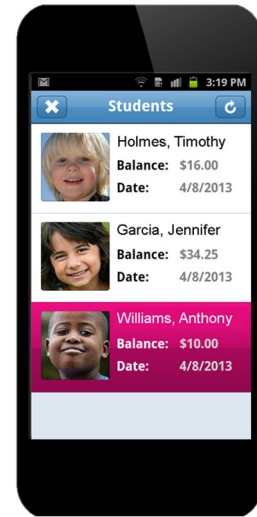 3:19 PM
Students
Holmes, Timothy
Balance: $16.00
Date: 4/8/2013
Garcia, Jennifer
Balance: $34.25
Date: 4/8/2013
Williams, Anthony
Balance: $10.00
Date: 4/8/2013